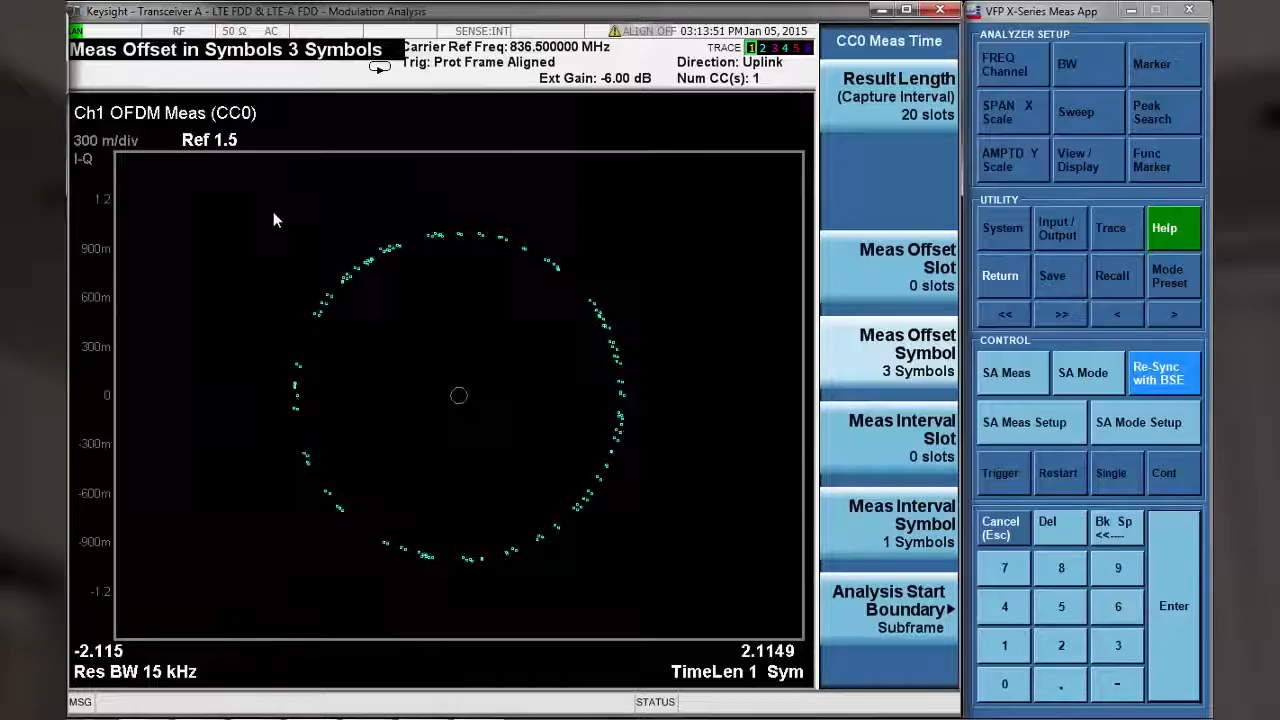 Keysight - Transceiver A - LTE FDD & LTE-A FDD - Modulation Analysis
RF
50 Ω
AC
SENSE:INT
ALIGN OFF
03:13:51 PM Jan 05, 2015
Meas Offset in Symbols 3 Symbols
Carrier Ref Freq: 836.500000 MHz
TRACE 1 2 3 4 5 6
Trig: Prot Frame Aligned
Direction: Uplink
Ext Gain: -6.00 dB
Num CC(s): 1
Ch1 OFDM Meas (CC0)
300 m/div
Ref 1.5
I-Q
1.2
900m
600m
300m
0
-300m
-600m
-900m
-1.2
-2.115
2.1149
Res BW 15 kHz
TimeLen 1 Sym
MSG
STATUS
CC0 Meas Time
Result Length
(Capture Interval)
20 slots
Meas Offset
Slot
0 slots
Meas Offset
Symbol
3 Symbols
Meas Interval
Slot
0 slots
Meas Interval
Symbol
1 Symbols
Analysis Start
Boundary
Subframe
VFP X-Series Meas App
ANALYZER SETUP
FREQ
Channel
BW
Marker
SPAN X
Scale
Sweep
Peak
Search
AMPTD Y
Scale
View /
Display
Func
Marker
UTILITY
System
Input /
Output
Trace
Help
Return
Save
Recall
Mode
Preset
<<
>>
<
>
CONTROL
SA Meas
SA Mode
Re-Sync
with BSE
SA Meas Setup
SA Mode Setup
Trigger
Restart
Single
Cont
Cancel
(Esc)
Del
Bk Sp
<<----
7
8
9
4
5
6
Enter
1
2
3
0
.
-